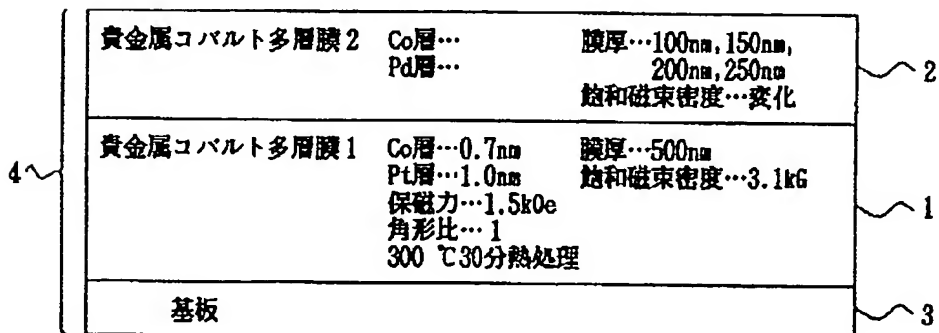 貴金属コバルト多層膜2 Co層… 膜厚…100nm,150nm,
Pd層… 200nm,250nm
飽和磁束密度…変化
2
貴金属コバルト多層膜1 Co層…0.7nm 膜厚…500nm
Pt層…1.0nm 飽和磁束密度…3.1kG
4
保磁力…1.5kOe
1
角形比…1
300 ℃30分熱処理
基板
3